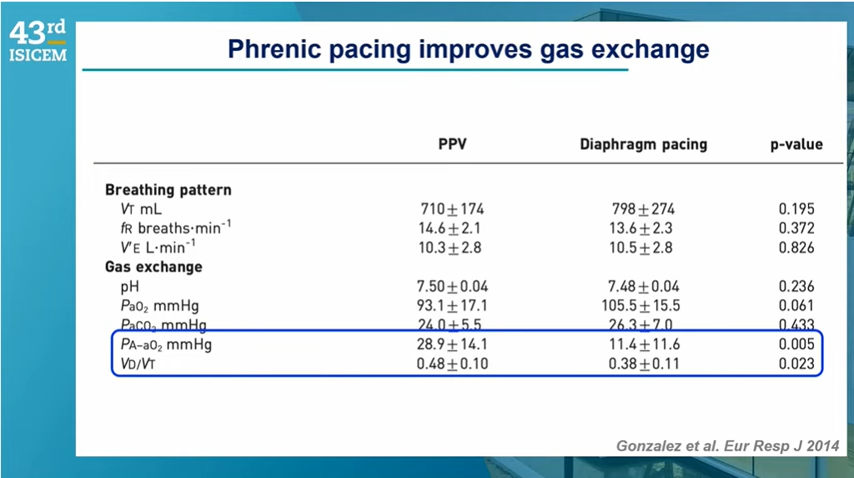 43rd
ISICEM
Phrenic pacing improves gas exchange
PPV Diaphragm pacing p-value
Breathing pattern
VT mL 710±174 798±274 0.195
fR breaths·min⁻¹ 14.6±2.1 13.6±2.3 0.372
V'E L·min⁻¹ 10.3±2.8 10.5±2.8 0.826
Gas exchange
pH 7.50±0.04 7.48±0.04 0.236
PaO₂ mmHg 93.1±17.1 105.5±15.5 0.061
PaCO₂ mmHg 24.0±5.5 26.3±7.0 0.433
PA–aO₂ mmHg 28.9±14.1 11.4±11.6 0.005
VD/VT 0.48±0.10 0.38±0.11 0.023
Gonzalez et al. Eur Resp J 2014